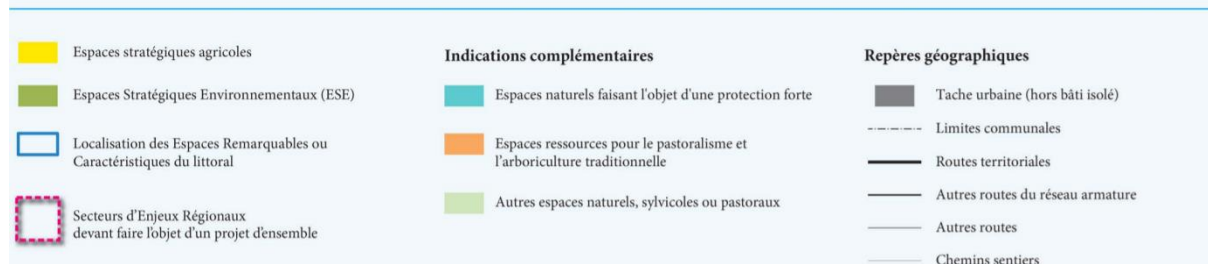 Espaces stratégiques agricoles
Espaces Stratégiques Environnementaux (ESE)
Localisation des Espaces Remarquables ou
Caractéristiques du littoral
Secteurs d'Enjeux Régionaux
devant faire l'objet d'un projet d'ensemble
Indications complémentaires
Espaces naturels faisant l'objet d'une protection forte
Espaces ressources pour le pastoralisme et
l'arboriculture traditionnelle
Autres espaces naturels, sylvicoles ou pastoraux
Repères géographiques
Tache urbaine (hors bâti isolé)
Limites communales
Routes territoriales
Autres routes du réseau armature
Autres routes
Chemins sentiers